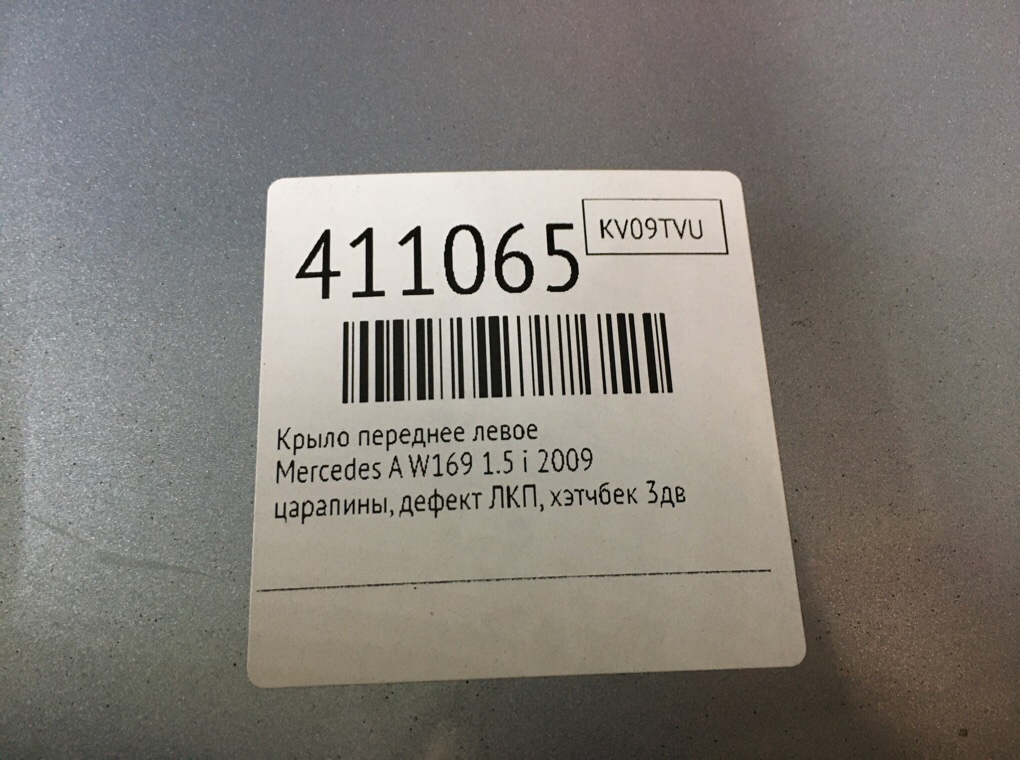 411065
KV09TVU
Крыло переднее левое
Mercedes A W169 1.5 i 2009
царапины, дефект ЛКП, хэтчбек 3дв